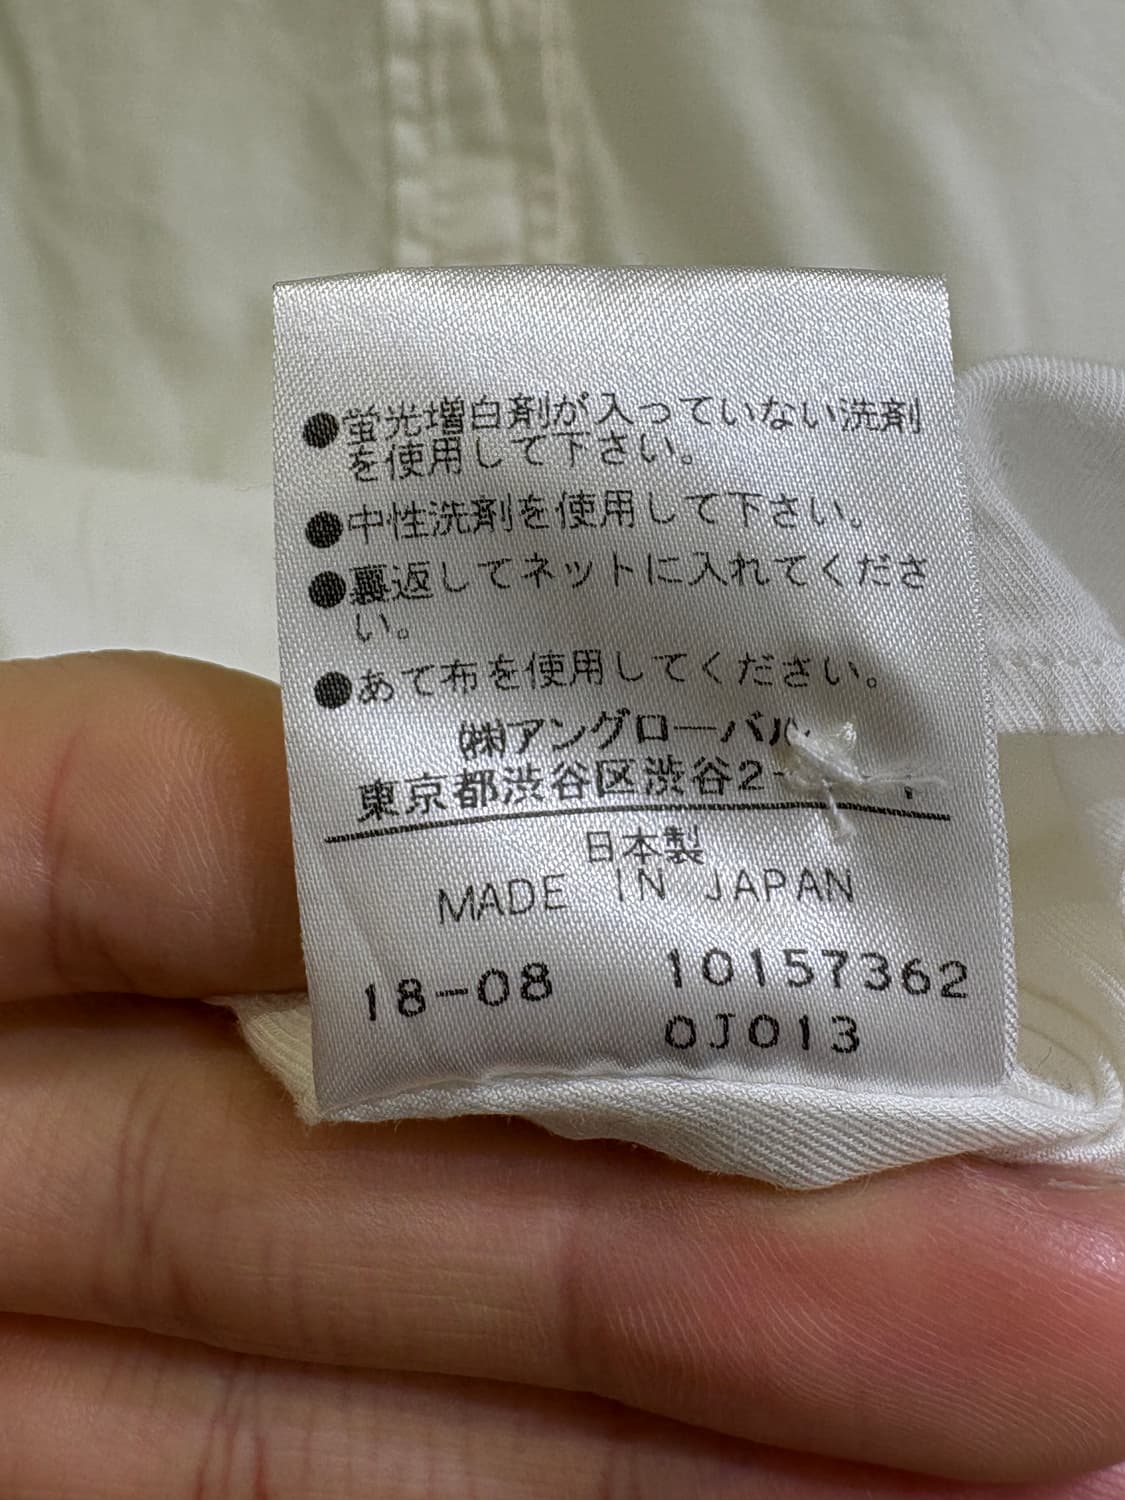 ●蛍光増白剤が入っていない洗剤
を使用して下さい。
●中性洗剤を使用して下さい。
●裏返してネットに入れてくださ
い。
●あて布を使用してください。
(株)アングローバル
東京都渋谷区渋谷2-
日本製
MADE IN JAPAN
18-08 10157362
0J013